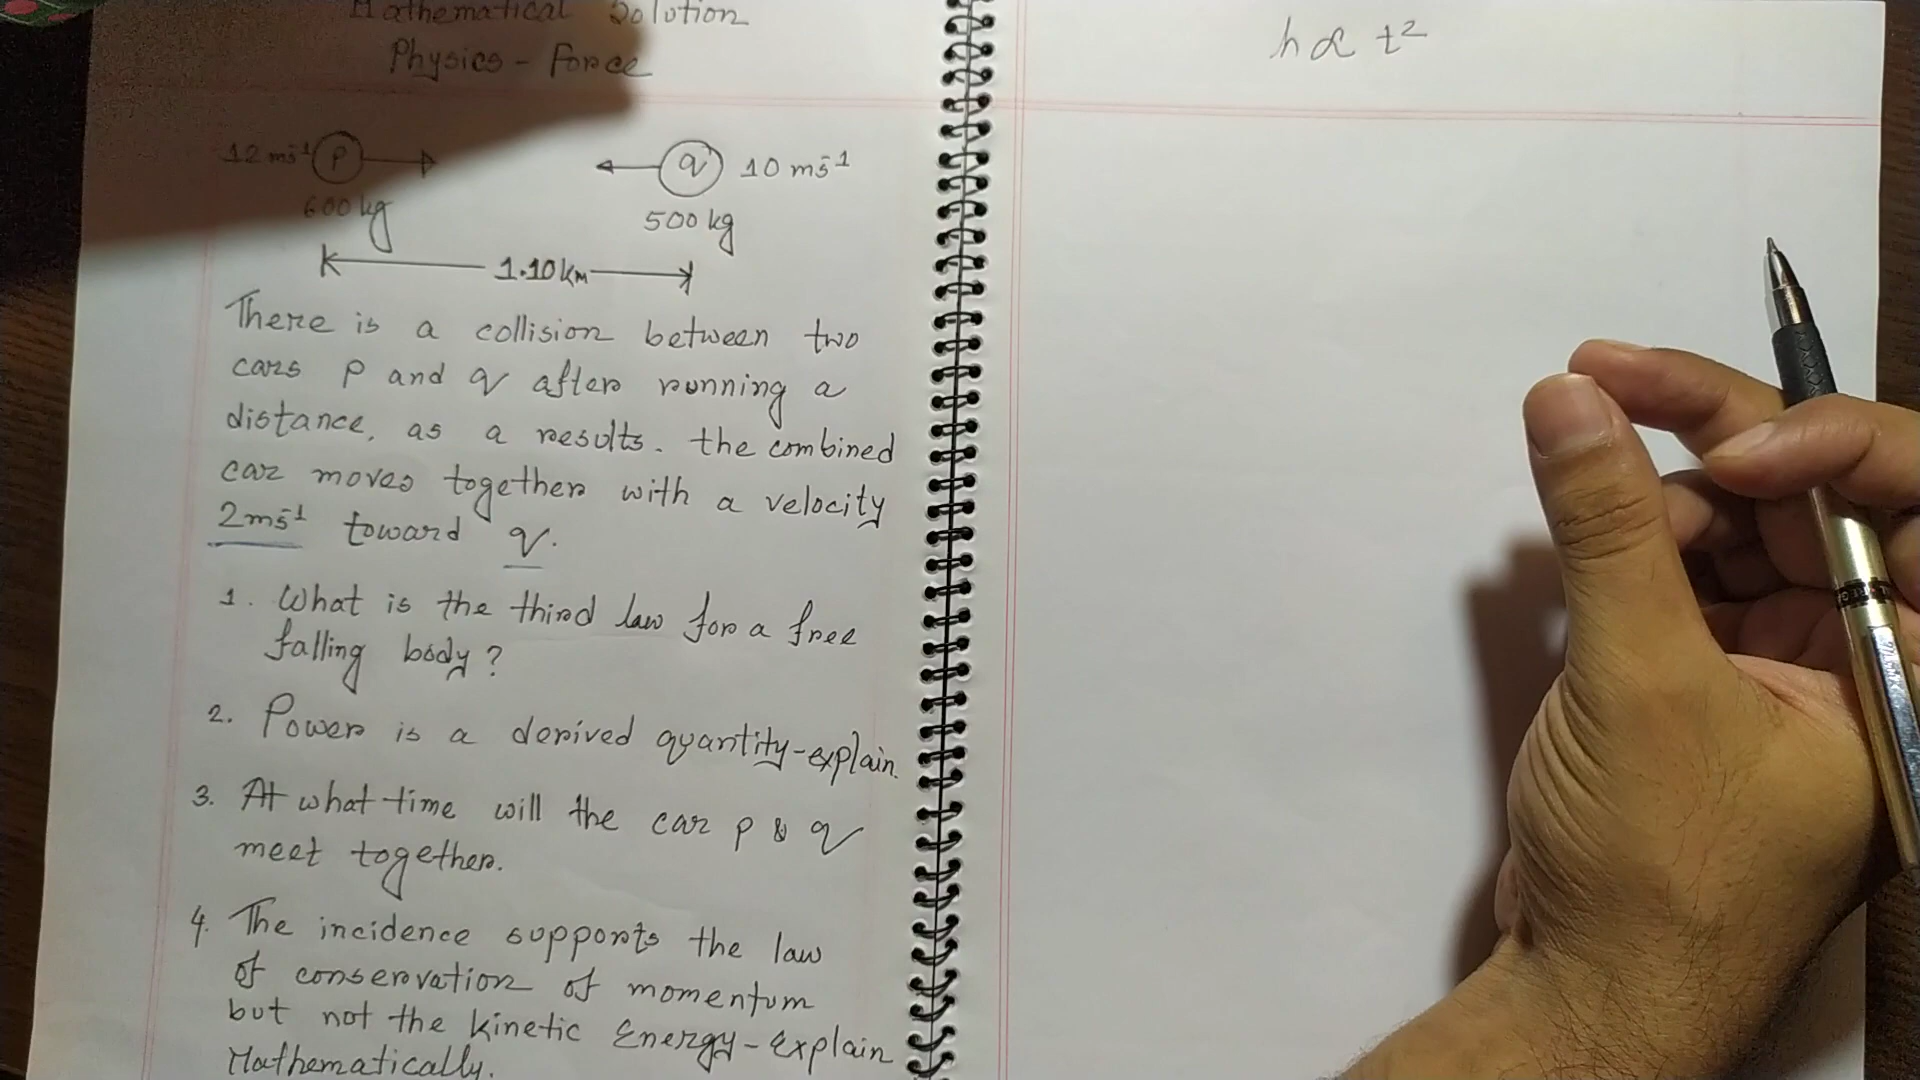 Mathematical Solution
Physics - Force
h ∝ t²
12 ms⁻¹ P
q 10 ms⁻¹
600 kg
500 kg
1.10 km
There is a collision between two
cars P and q after running a
distance, as a results. the combined
car moves together with a velocity
2ms⁻¹ toward q.
1. What is the third law for a free
falling body?
2. Power is a derived quantity-explain.
3. At what time will the car P & q
meet together.
4. The incidence supports the law
of conservation of momentum
but not the kinetic Energy-explain
Mathematically.